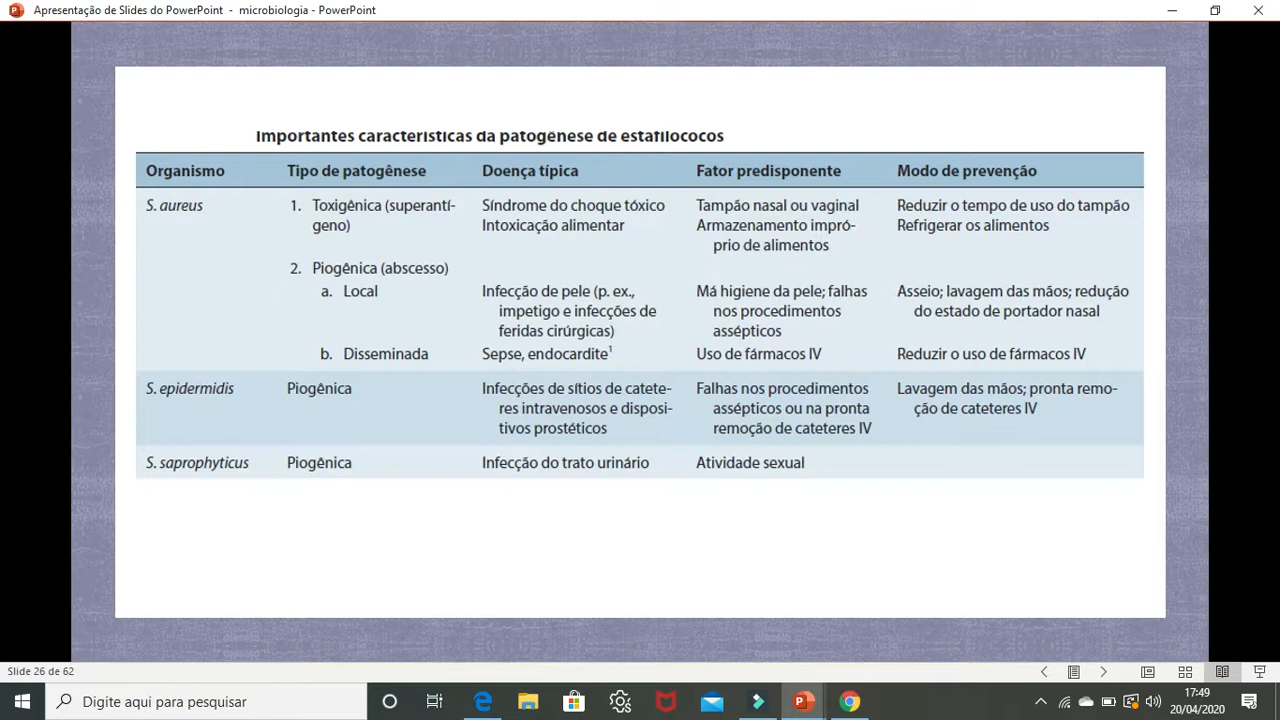 Apresentação de Slides do PowerPoint - microbiologia - PowerPoint
Importantes características da patogênese de estafilococos
Organismo Tipo de patogênese Doença típica Fator predisponente Modo de prevenção
S. aureus 1. Toxigênica (superantí- Síndrome do choque tóxico Tampão nasal ou vaginal Reduzir o tempo de uso do tampão
geno) Intoxicação alimentar Armazenamento impró- Refrigerar os alimentos
prio de alimentos
2. Piogênica (abscesso)
a. Local Infecção de pele (p. ex., Má higiene da pele; falhas Asseio; lavagem das mãos; redução
impetigo e infecções de nos procedimentos do estado de portador nasal
feridas cirúrgicas) assépticos
b. Disseminada Sepse, endocardite¹ Uso de fármacos IV Reduzir o uso de fármacos IV
S. epidermidis Piogênica Infecções de sítios de catete- Falhas nos procedimentos Lavagem das mãos; pronta remo-
res intravenosos e disposi- assépticos ou na pronta ção de cateteres IV
tivos prostéticos remoção de cateteres IV
S. saprophyticus Piogênica Infecção do trato urinário Atividade sexual
Slide 26 de 62
Digite aqui para pesquisar
17:49
20/04/2020